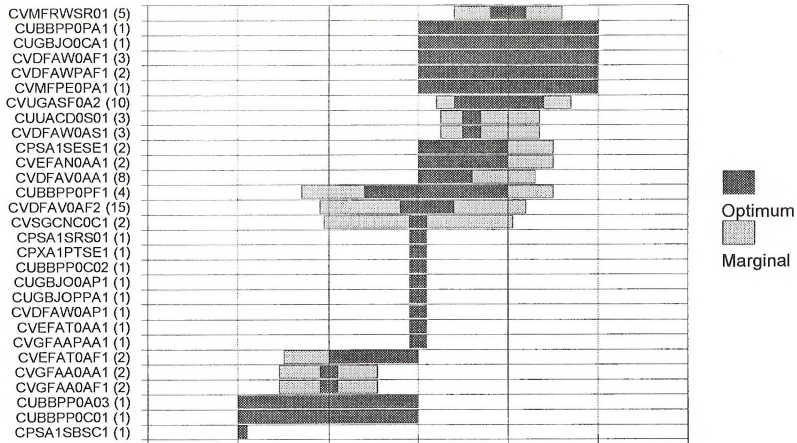 CVMFRWSR01 (5)
CUBBPP0PA1 (1)
CUGBJO0CA1 (1)
CVDFAW0AF1 (3)
CVDFAWPAF1 (2)
CVMFPE0PA1 (1)
CVUGASF0A2 (10)
CUUACD0S01 (3)
CVDFAW0AS1 (3)
CPSA1SESE1 (2)
CVEFAN0AA1 (2)
CVDFAV0AA1 (8)
CUBBPP0PF1 (4)
CVDFAV0AF2 (15)
CVSGCNC0C1 (2)
CPSA1SRS01 (1)
CPXA1PTSE1 (1)
CUBBPP0C02 (1)
CUGBJO0AP1 (1)
CUGBJOPPA1 (1)
CVDFAW0AP1 (1)
CVEFAT0AA1 (1)
CVGFAAPAA1 (1)
CVEFAT0AF1 (2)
CVGFAA0AA1 (2)
CVGFAA0AF1 (2)
CUBBPP0A03 (1)
CUBBPP0C01 (1)
CPSA1SBSC1 (1)
Optimum
Marginal